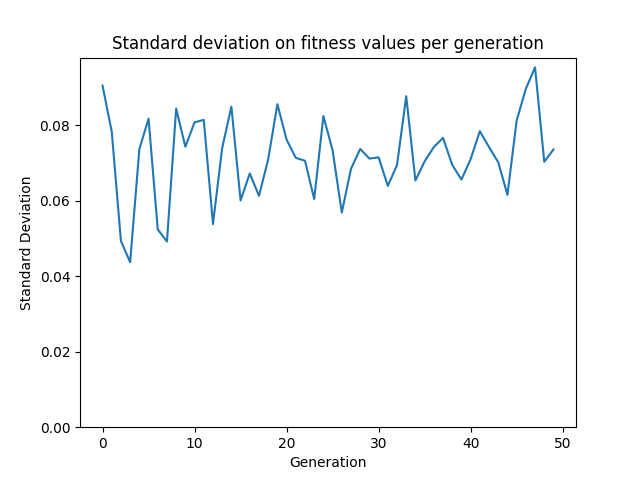 Standard deviation on fitness values per generation
Standard Deviation
0.08
0.06
0.04
0.02
0.00
0 10 20 30 40 50
Generation